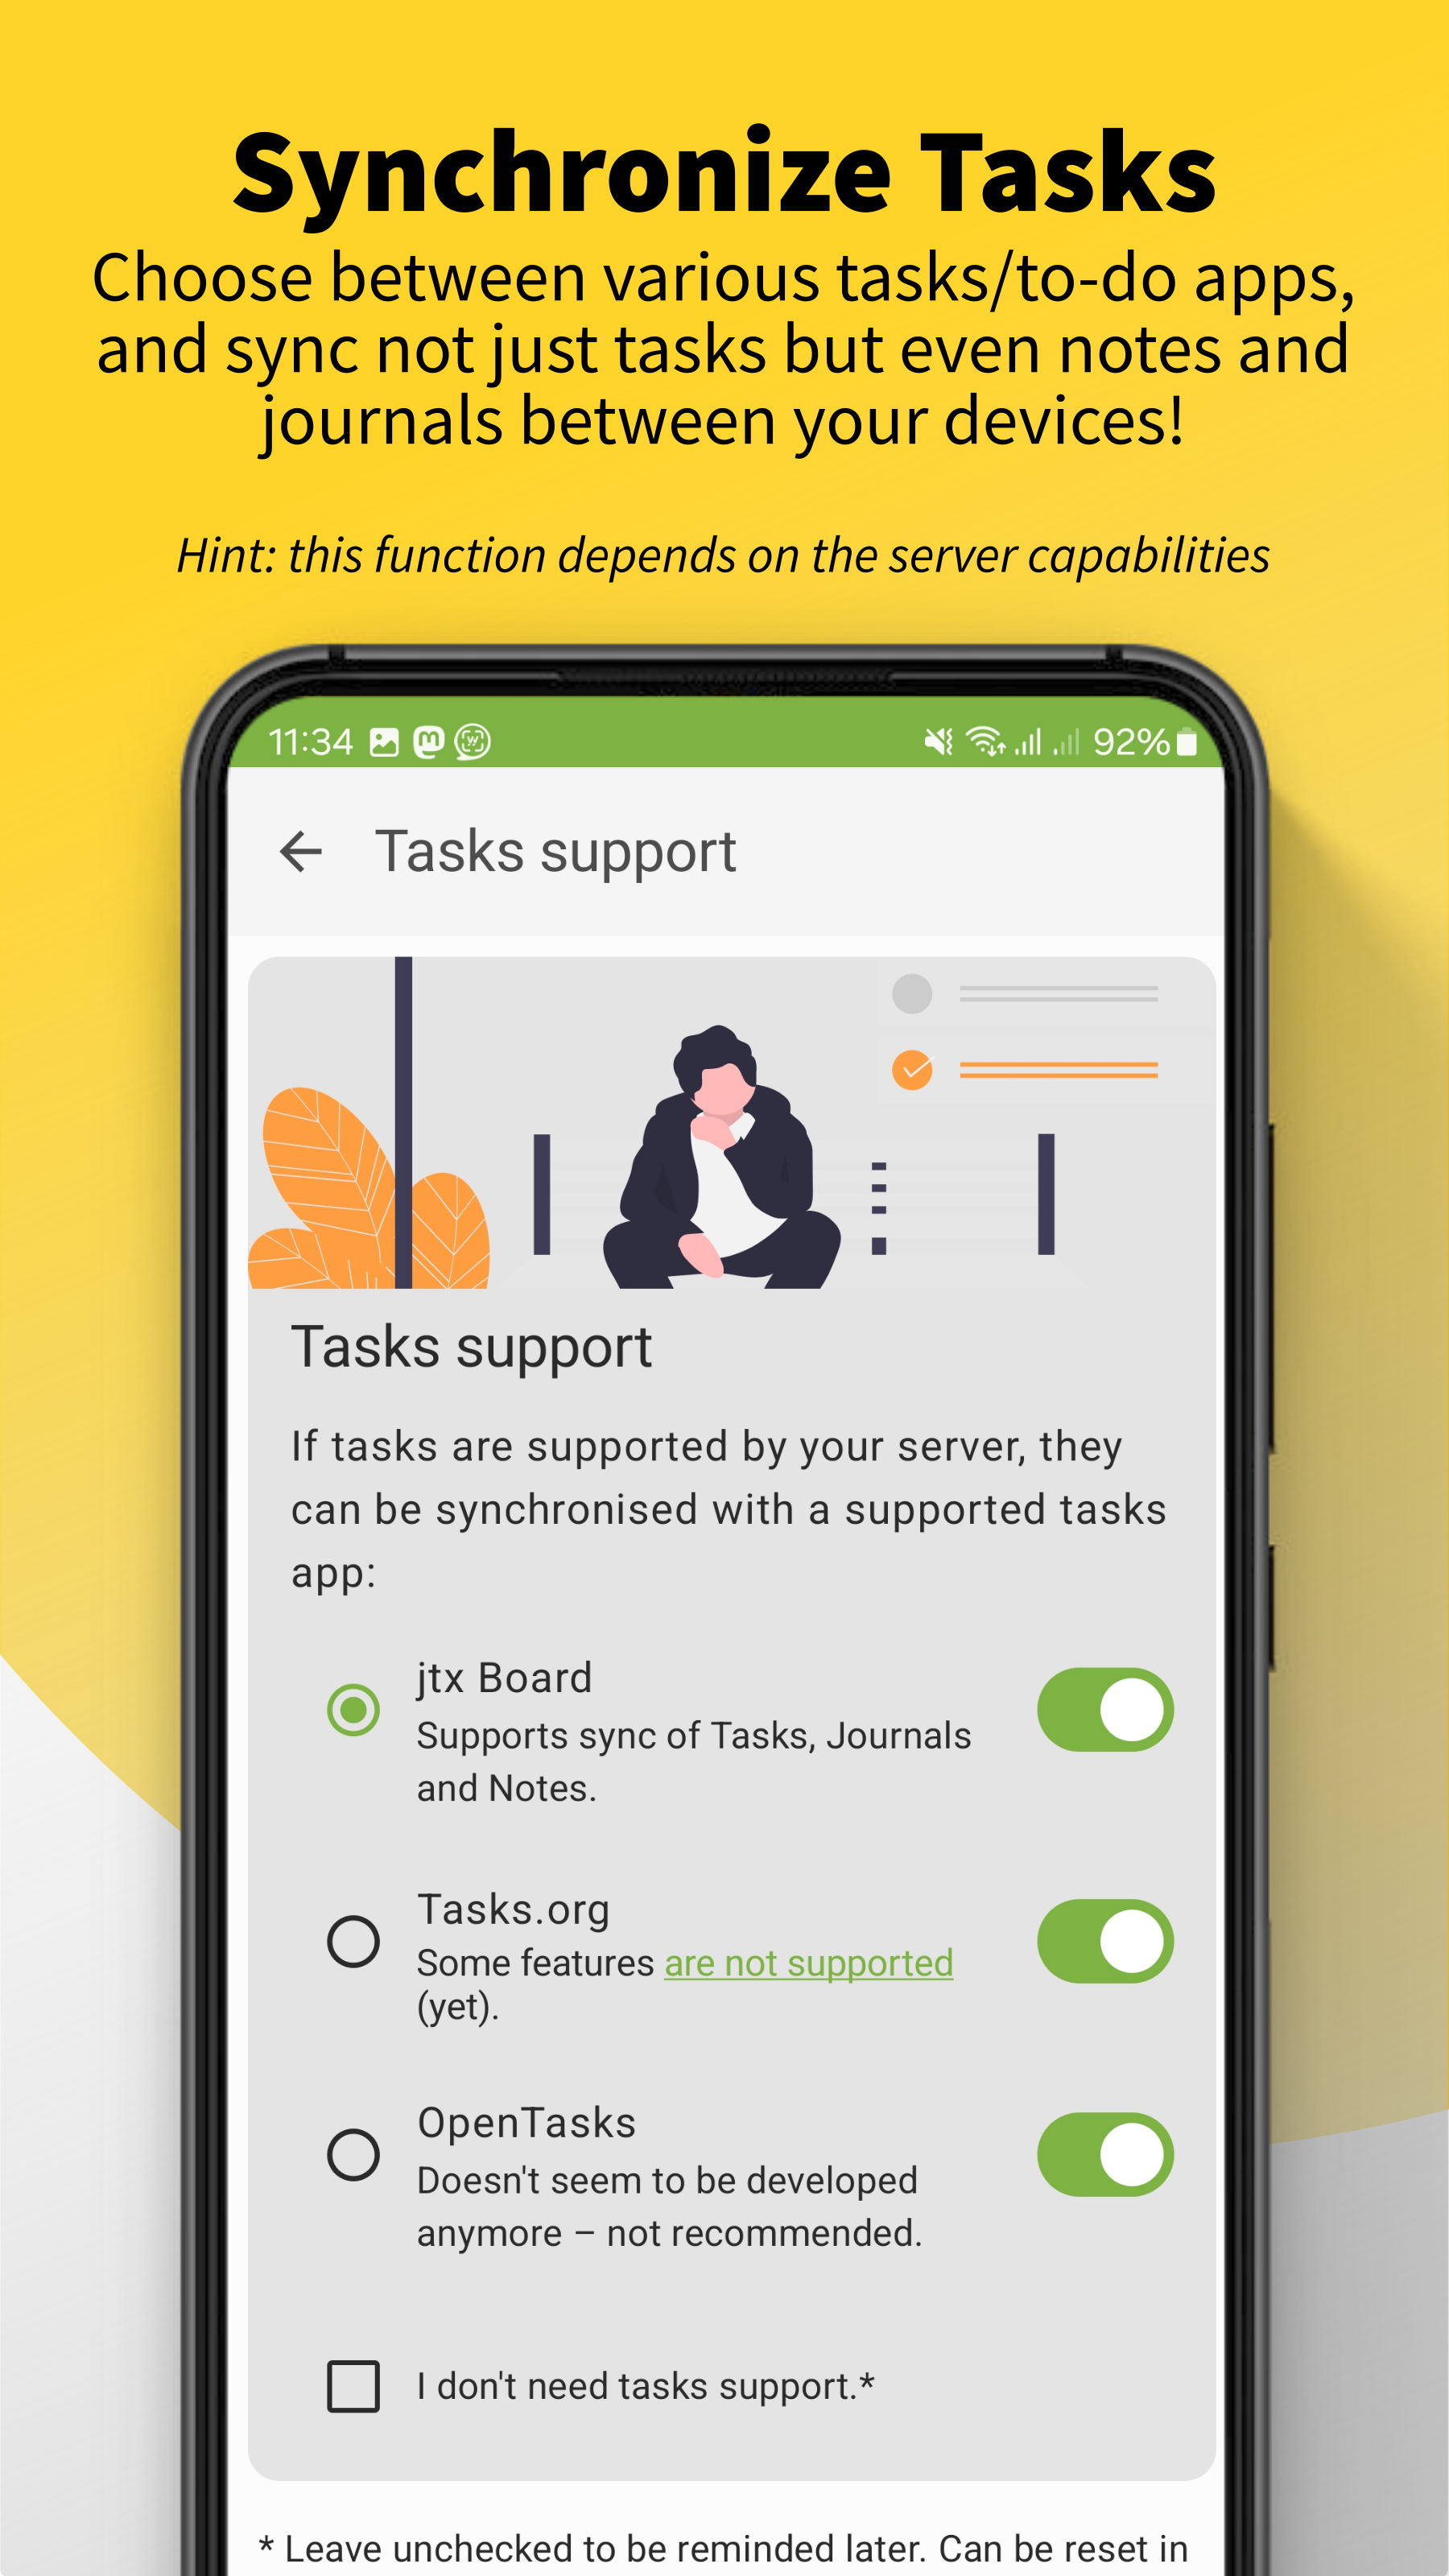 Synchronize Tasks
Choose between various tasks/to-do apps,
and sync not just tasks but even notes and
journals between your devices!
Hint: this function depends on the server capabilities
11:34 92%
Tasks support
Tasks support
If tasks are supported by your server, they
can be synchronised with a supported tasks
app:
jtx Board
Supports sync of Tasks, Journals
and Notes.
Tasks.org
Some features are not supported
(yet).
OpenTasks
Doesn't seem to be developed
anymore – not recommended.
I don't need tasks support.*
* Leave unchecked to be reminded later. Can be reset in